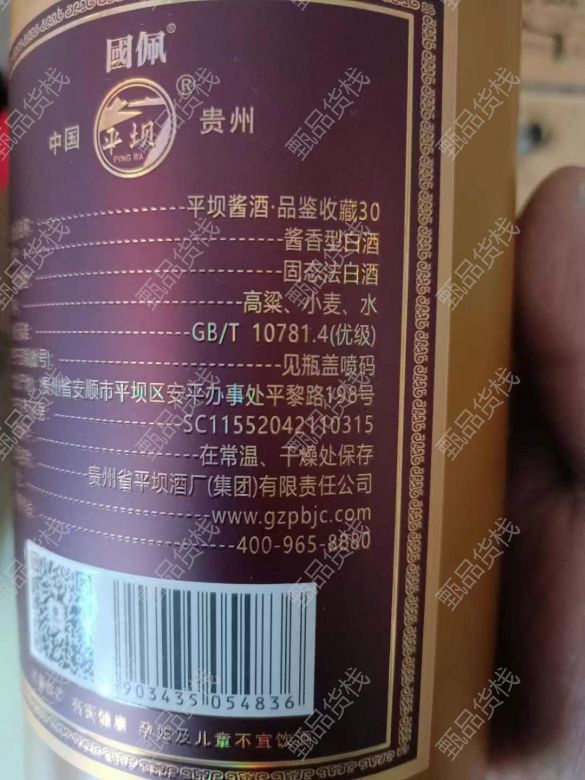 國佩®
中国 平坝 ® 贵州
PING BA
平坝酱酒·品鉴收藏30
酱香型白酒
固态法白酒
高粱、小麦、水
GB/T 10781.4(优级)
见瓶盖喷码
贵州省安顺市平坝区安平办事处平黎路198号
SC11552042110315
在常温、干燥处保存
贵州省平坝酒厂(集团)有限责任公司
www.gzpbjc.com
400-965-8880
903435 054836
孕妇及儿童不宜饮酒
甄品货栈